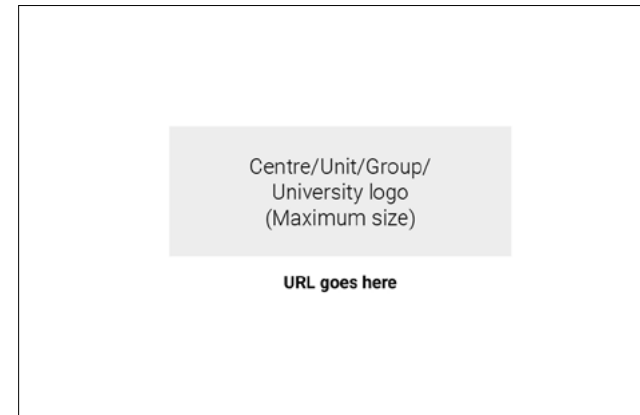 Centre/Unit/Group/
University logo
(Maximum size)
URL goes here